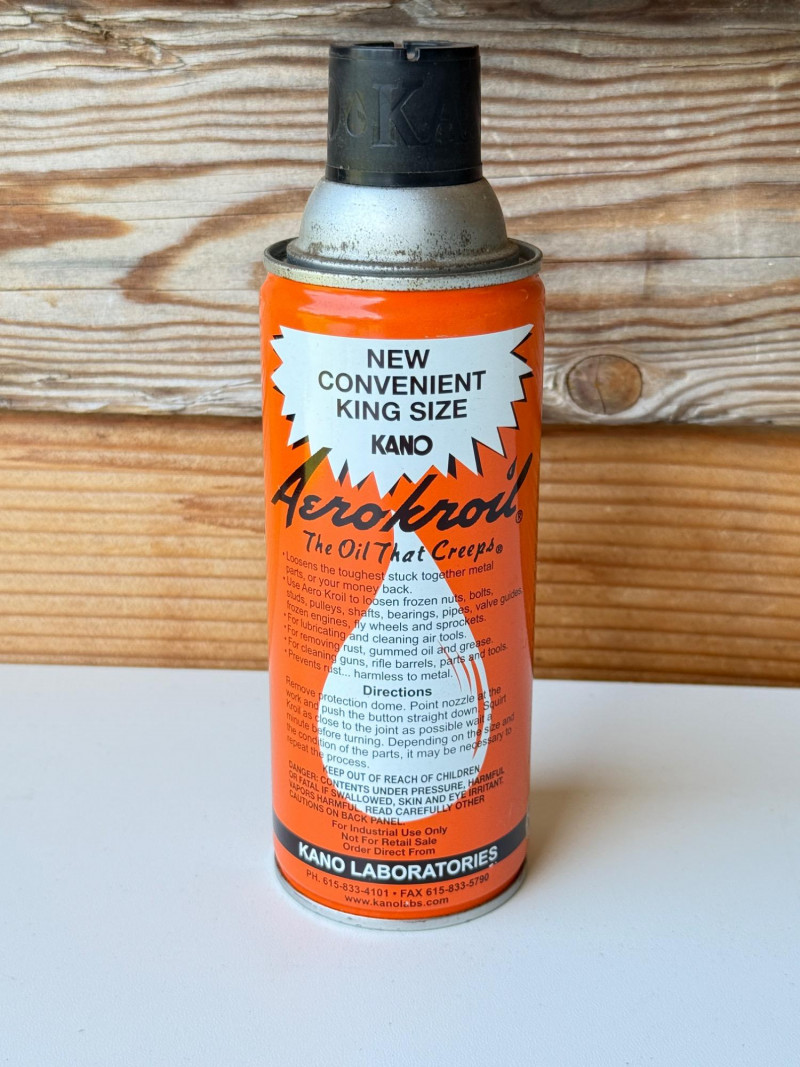 KA
NEW
CONVENIENT
KING SIZE
KANO
Aerokroil®
The Oil That Creeps®
• Loosens the toughest stuck together metal
parts, or your money back.
• Use Aero Kroil to loosen frozen nuts, bolts,
studs, pulleys, shafts, bearings, pipes, valve guides,
frozen engines, fly wheels and sprockets.
• For lubricating and cleaning air tools.
• For removing rust, gummed oil and grease.
• For cleaning guns, rifle barrels, parts and tools.
• Prevents rust... harmless to metal.
Directions
Remove protection dome. Point nozzle at the
work and push the button straight down. Squirt
Kroil as close to the joint as possible wait a
minute before turning. Depending on the size and
the condition of the parts, it may be necessary to
repeat the process.
KEEP OUT OF REACH OF CHILDREN
DANGER: CONTENTS UNDER PRESSURE, HARMFUL
OR FATAL IF SWALLOWED, SKIN AND EYE IRRITANT.
VAPORS HARMFUL. READ CAREFULLY OTHER
CAUTIONS ON BACK PANEL.
For Industrial Use Only
Not For Retail Sale
Order Direct From
KANO LABORATORIES
PH. 615-833-4101 • FAX 615-833-5790
www.kanolabs.com